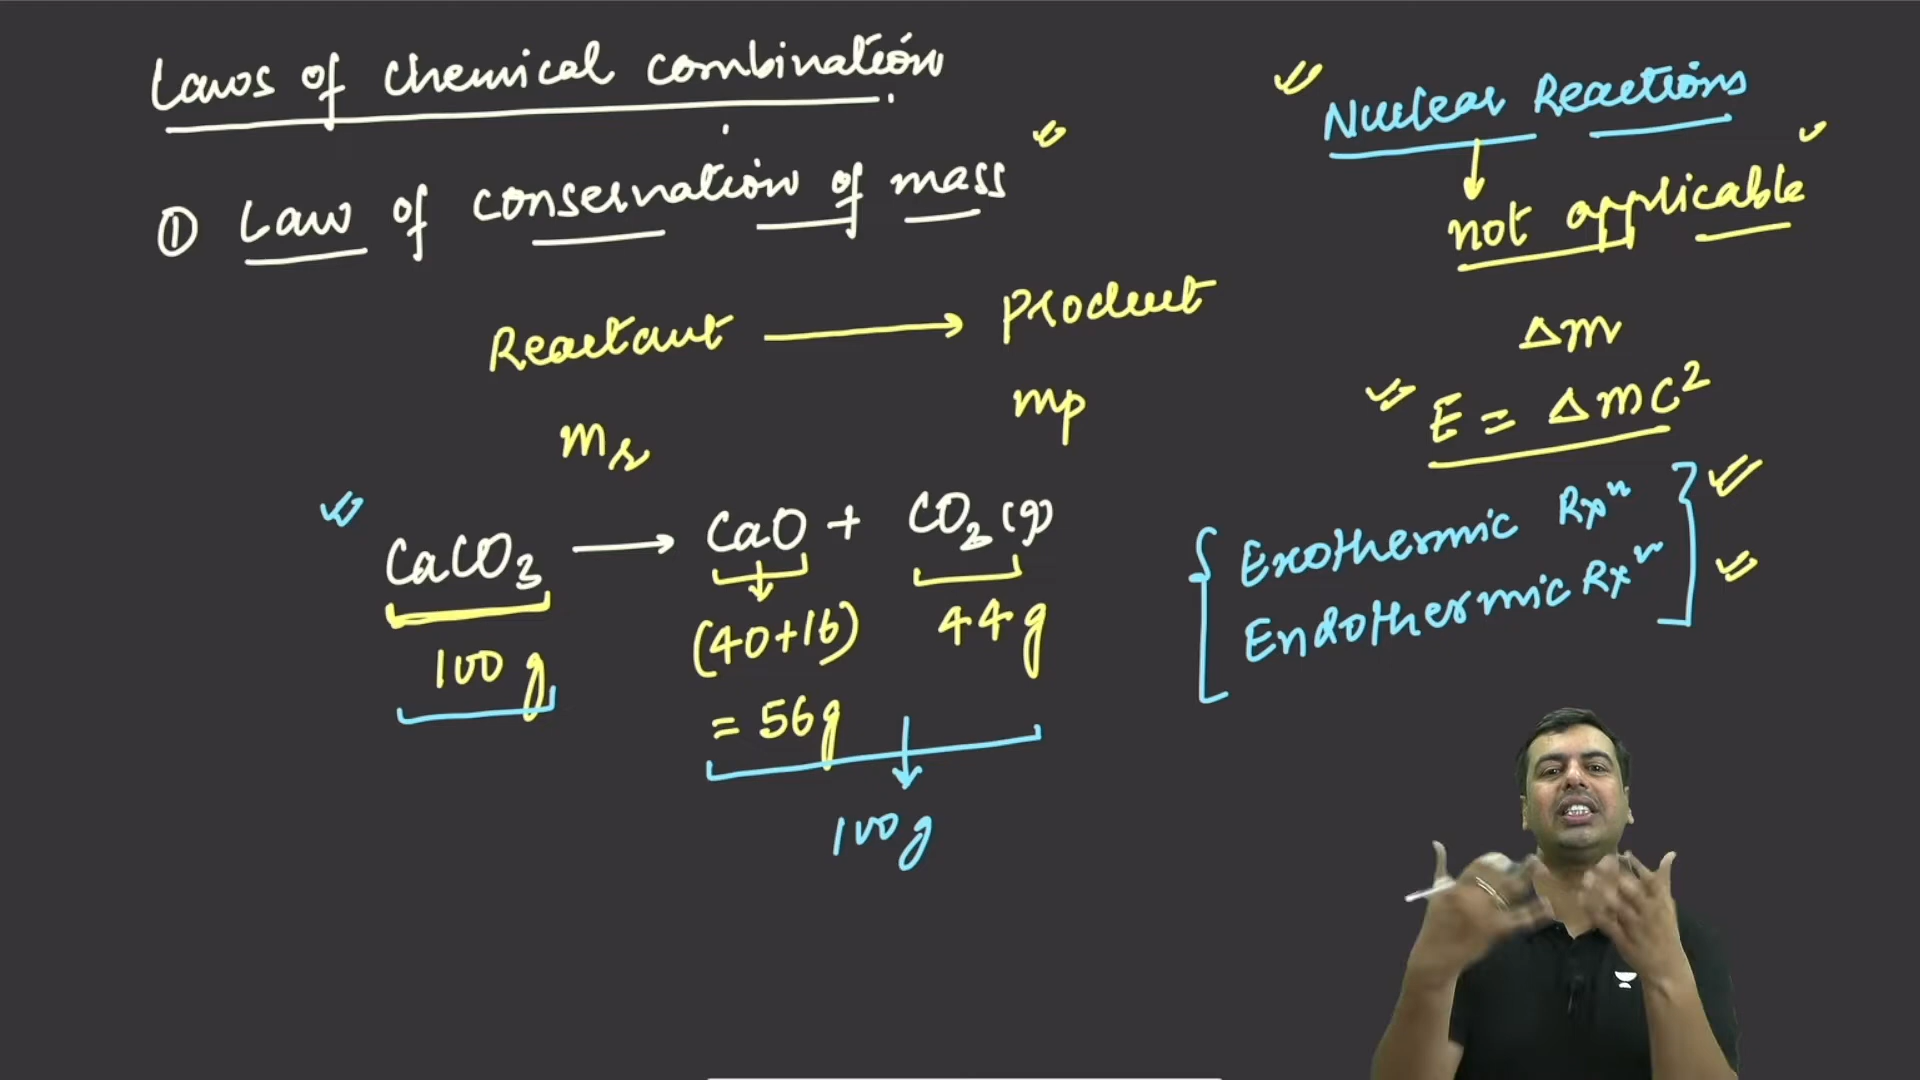 Laws of chemical combination
① Law of conservation of mass
Reactant → Product
mr mp
CaCO3 → CaO + CO2(g)
100 g (40+16) 44 g
= 56g
100g
Nuclear Reactions
↓
not applicable
Δm
E = Δmc²
Exothermic Rxⁿ
Endothermic Rxⁿ